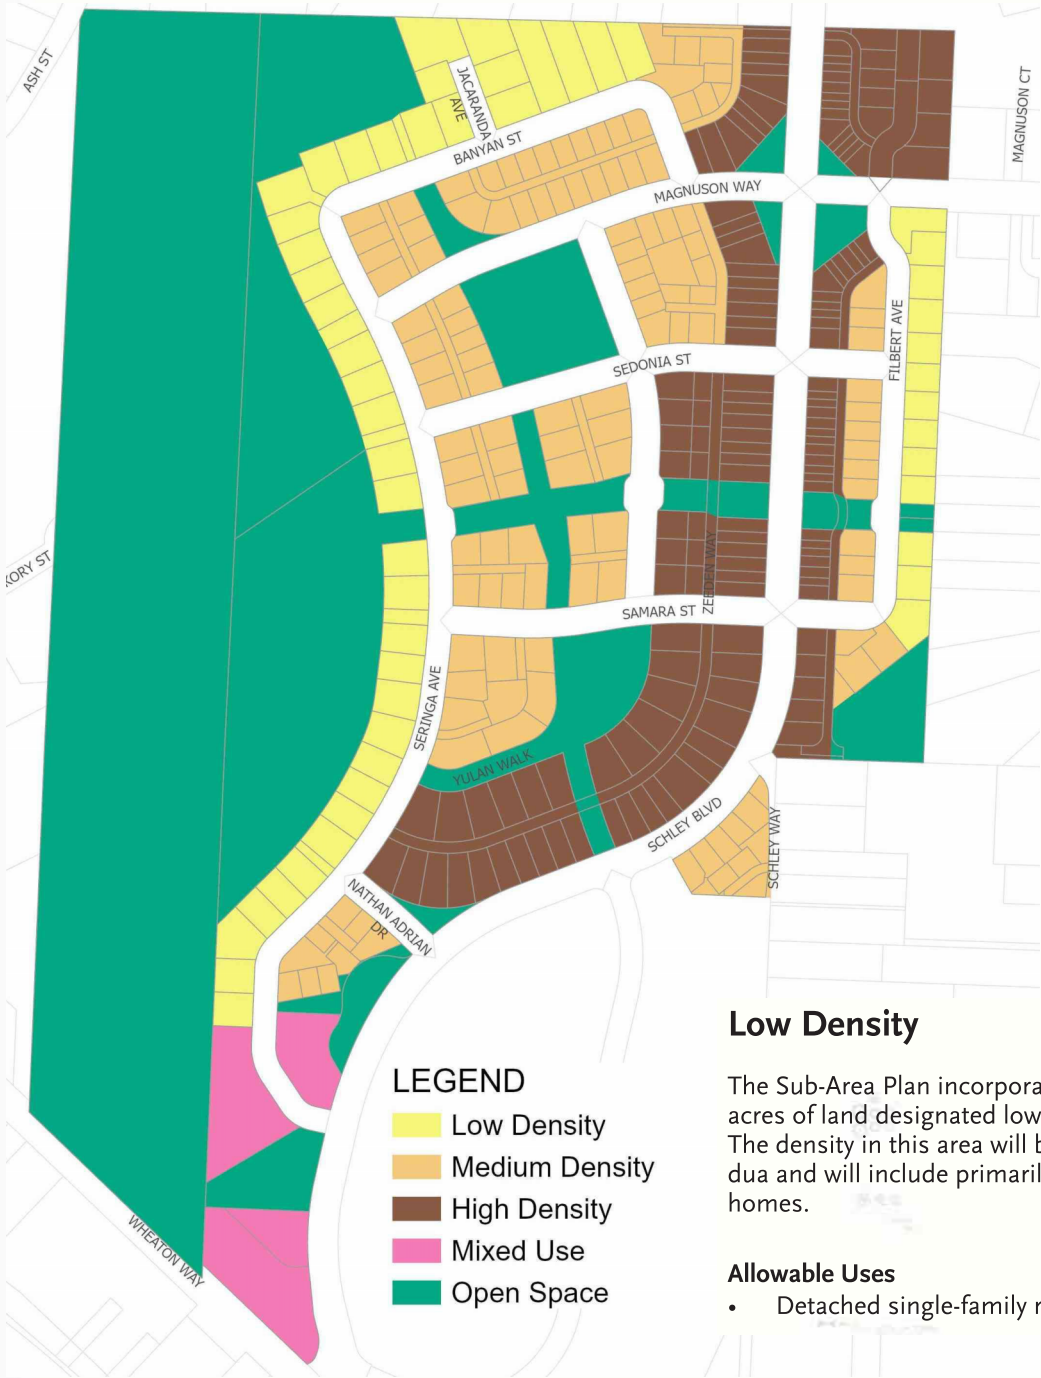 ASH ST
JACARANDA
AVE
BANYAN ST
MAGNUSON CT
MAGNUSON WAY
FILBERT AVE
SEDONIA ST
KORY ST
ZEEDEN WAY
SAMARA ST
SERINGA AVE
YULAN WALK
SCHLEY BLVD
SCHLEY WAY
NATHAN ADRIAN
DR
WHEATON WAY
LEGEND
Low Density
Medium Density
High Density
Mixed Use
Open Space
Low Density
The Sub-Area Plan incorpora
acres of land designated low
The density in this area will b
dua and will include primaril
homes.
Allowable Uses
• Detached single-family r